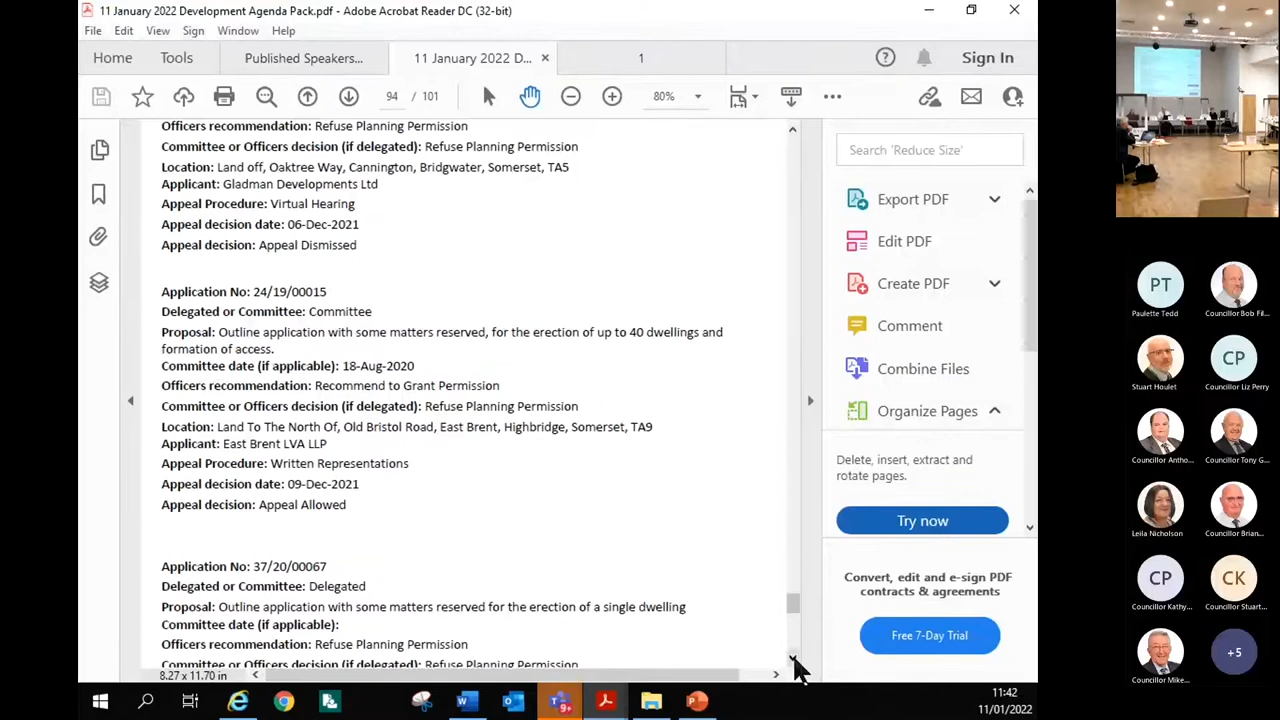 11 January 2022 Development Agenda Pack.pdf - Adobe Acrobat Reader DC (32-bit)
File Edit View Sign Window Help
Home Tools Published Speakers... 11 January 2022 D... × 1 Sign In
94 / 101 80%
Officers recommendation: Refuse Planning Permission
Committee or Officers decision (if delegated): Refuse Planning Permission
Location: Land off, Oaktree Way, Cannington, Bridgwater, Somerset, TA5
Applicant: Gladman Developments Ltd
Appeal Procedure: Virtual Hearing
Appeal decision date: 06-Dec-2021
Appeal decision: Appeal Dismissed
Application No: 24/19/00015
Delegated or Committee: Committee
Proposal: Outline application with some matters reserved, for the erection of up to 40 dwellings and
formation of access.
Committee date (if applicable): 18-Aug-2020
Officers recommendation: Recommend to Grant Permission
Committee or Officers decision (if delegated): Refuse Planning Permission
Location: Land To The North Of, Old Bristol Road, East Brent, Highbridge, Somerset, TA9
Applicant: East Brent LVA LLP
Appeal Procedure: Written Representations
Appeal decision date: 09-Dec-2021
Appeal decision: Appeal Allowed
Application No: 37/20/00067
Delegated or Committee: Delegated
Proposal: Outline application with some matters reserved for the erection of a single dwelling
Committee date (if applicable):
Officers recommendation: Refuse Planning Permission
Committee or Officers decision (if delegated): Refuse Planning Permission
8.27 x 11.70 in
Search 'Reduce Size'
Export PDF
Edit PDF
Create PDF
Comment
Combine Files
Organize Pages
Delete, insert, extract and
rotate pages.
Try now
Convert, edit and e-sign PDF
contracts & agreements
Free 7-Day Trial
PT
Paulette Tedd
Councillor Bob Fil...
Stuart Houlet
CP
Councillor Liz Perry
Councillor Antho...
Councillor Tony G...
Leila Nicholson
Councillor Brian...
CP
Councillor Kathy...
CK
Councillor Stuart...
Councillor Mike...
+5
9+
11:42
11/01/2022